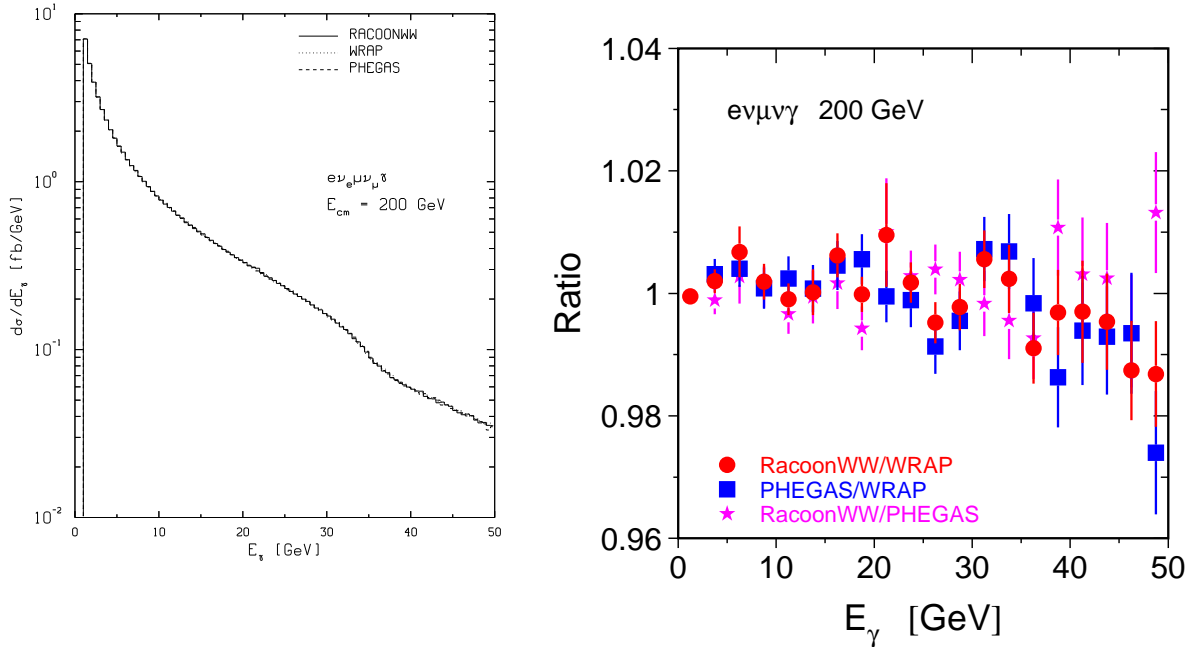 10^1
10^0
10^-1
10^-2
dσ/dE_γ [fb/GeV]
RACOONWW
WRAP
PHEGAS
eν_eμν_μγ
E_cm = 200 GeV
0 10 20 30 40 50
E_γ [GeV]
1.04
1.02
1
0.98
0.96
Ratio
eνμνγ 200 GeV
RacoonWW/WRAP
PHEGAS/WRAP
RacoonWW/PHEGAS
0 10 20 30 40 50
E_γ [GeV]